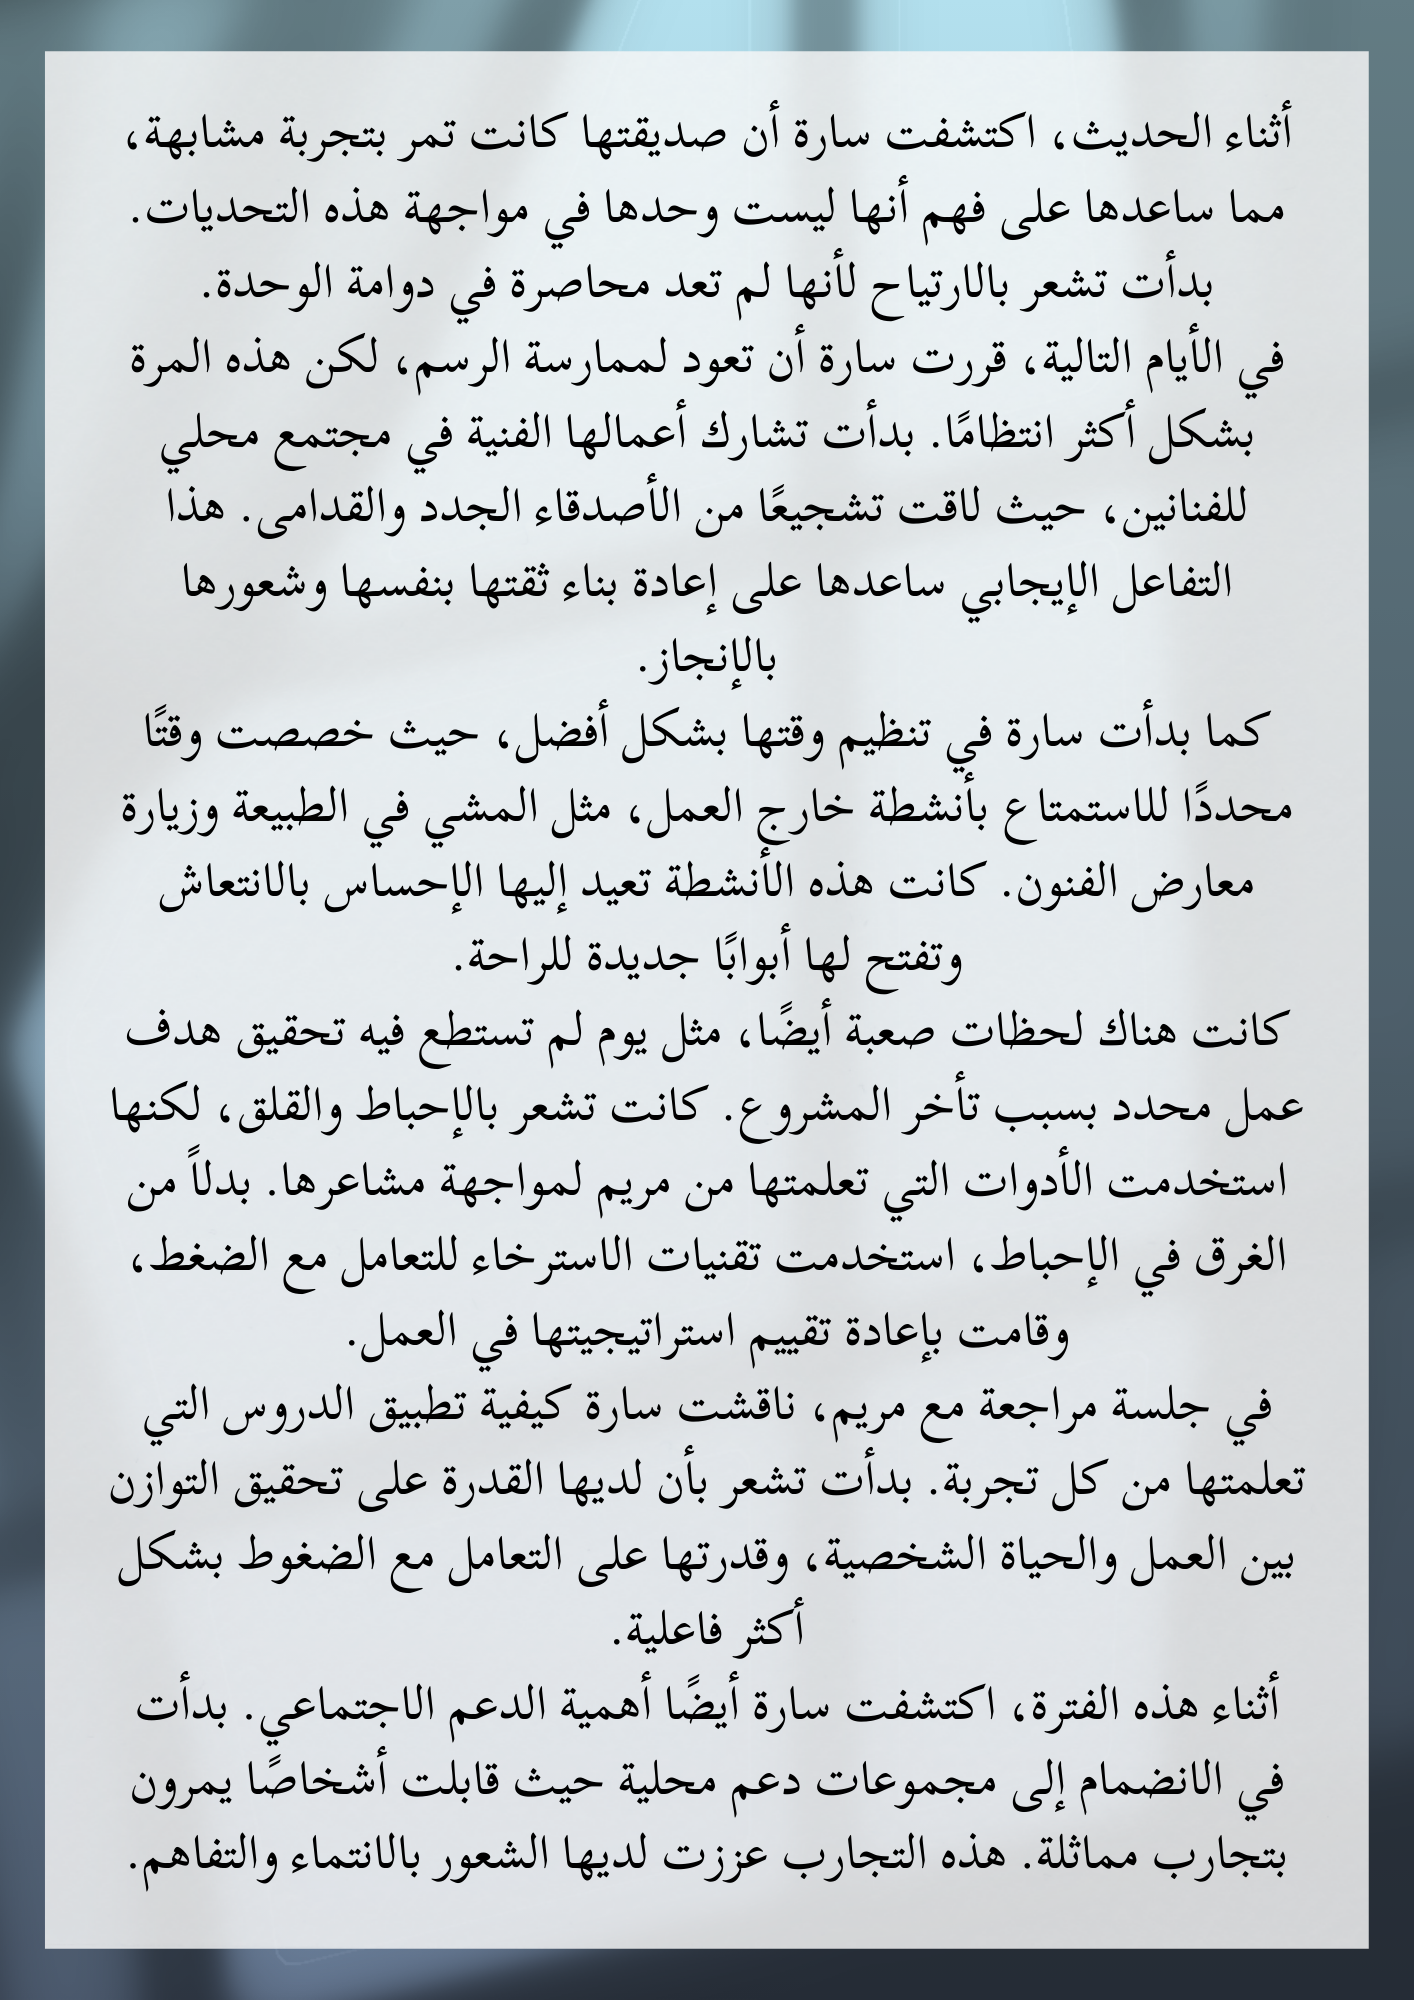 أثناء الحديث، اكتشفت سارة أن صديقتها كانت تمر بتجربة مشابهة،
مما ساعدها على فهم أنها ليست وحدها في مواجهة هذه التحديات.
بدأت تشعر بالارتياح لأنها لم تعد محاصرة في دوامة الوحدة.
في الأيام التالية، قررت سارة أن تعود لممارسة الرسم، لكن هذه المرة
بشكل أكثر انتظامًا. بدأت تشارك أعمالها الفنية في مجتمع محلي
للفنانين، حيث لاقت تشجيعًا من الأصدقاء الجدد والقدامى. هذا
التفاعل الإيجابي ساعدها على إعادة بناء ثقتها بنفسها وشعورها
بالإنجاز.
كما بدأت سارة في تنظيم وقتها بشكل أفضل، حيث خصصت وقتًا
محددًا للاستمتاع بأنشطة خارج العمل، مثل المشي في الطبيعة وزيارة
معارض الفنون. كانت هذه الأنشطة تعيد إليها الإحساس بالانتعاش
وتفتح لها أبوابًا جديدة للراحة.
كانت هناك لحظات صعبة أيضًا، مثل يوم لم تستطع فيه تحقيق هدف
عمل محدد بسبب تأخر المشروع. كانت تشعر بالإحباط والقلق، لكنها
استخدمت الأدوات التي تعلمتها من مريم لمواجهة مشاعرها. بدلاً من
الغرق في الإحباط، استخدمت تقنيات الاسترخاء للتعامل مع الضغط،
وقامت بإعادة تقييم استراتيجيتها في العمل.
في جلسة مراجعة مع مريم، ناقشت سارة كيفية تطبيق الدروس التي
تعلمتها من كل تجربة. بدأت تشعر بأن لديها القدرة على تحقيق التوازن
بين العمل والحياة الشخصية، وقدرتها على التعامل مع الضغوط بشكل
أكثر فاعلية.
أثناء هذه الفترة، اكتشفت سارة أيضًا أهمية الدعم الاجتماعي. بدأت
في الانضمام إلى مجموعات دعم محلية حيث قابلت أشخاصًا يمرون
بتجارب مماثلة. هذه التجارب عززت لديها الشعور بالانتماء والتفاهم.